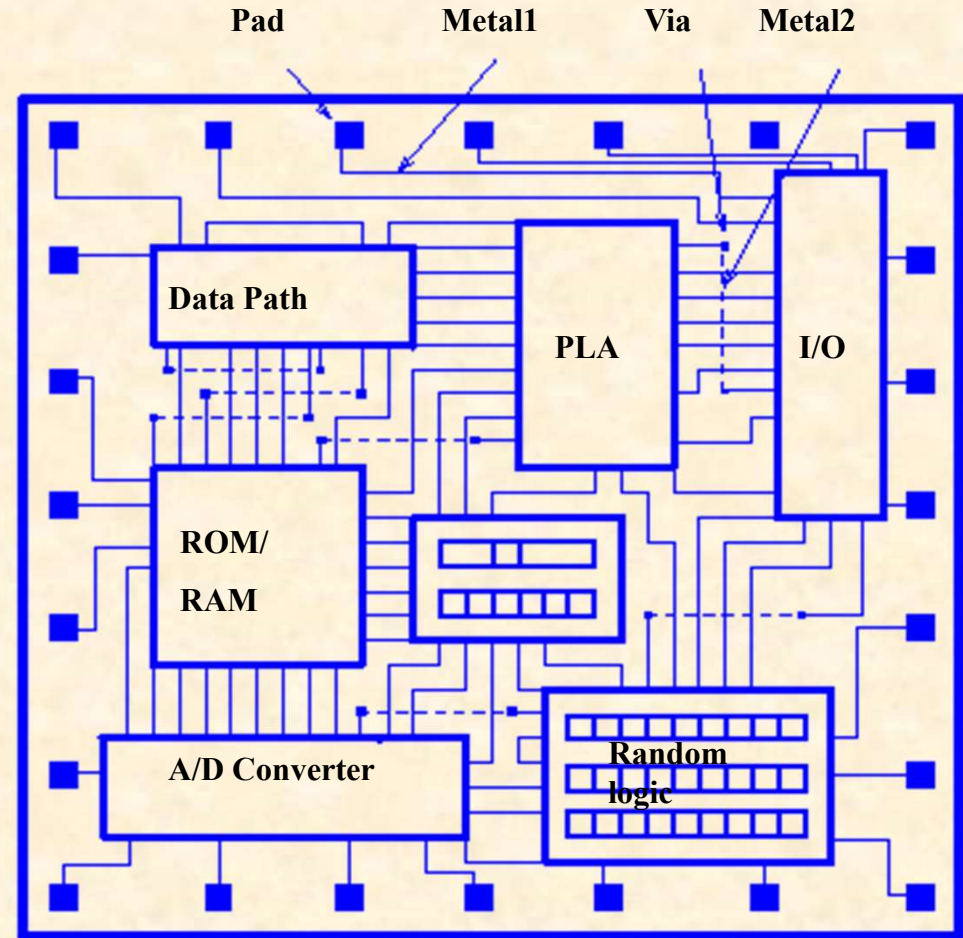 Pad Metal1 Via Metal2
Data Path
PLA
I/O
ROM/
RAM
A/D Converter
Random
logic